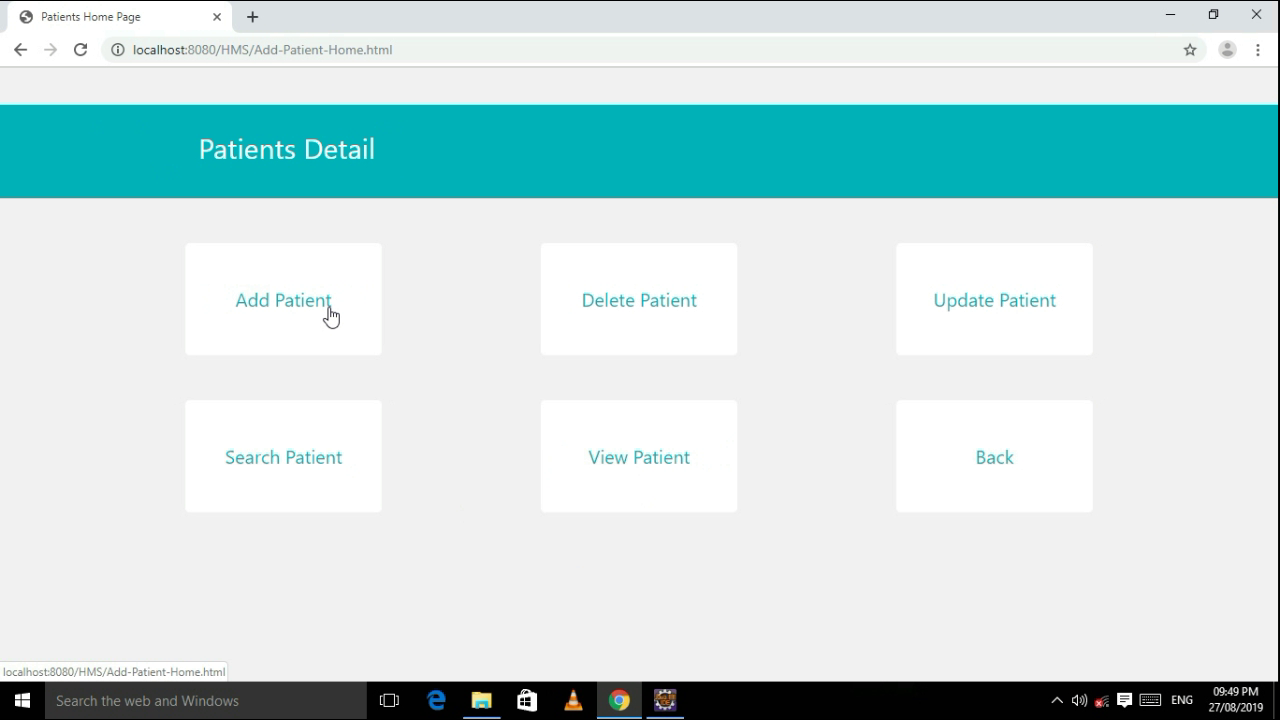 Patients Home Page
localhost:8080/HMS/Add-Patient-Home.html
Patients Detail
Add Patient
Delete Patient
Update Patient
Search Patient
View Patient
Back
localhost:8080/HMS/Add-Patient-Home.html
Search the web and Windows
ENG
09:49 PM
27/08/2019